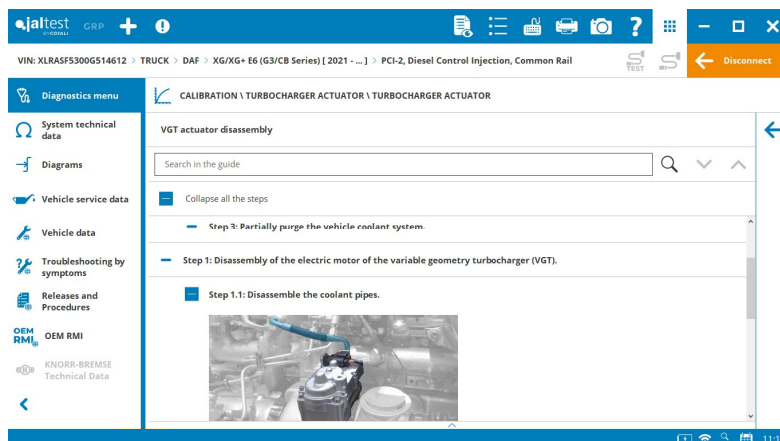 jaltest GRP
BY COJALI
?
VIN: XLRASF5300G514612 > TRUCK > DAF > XG/XG+ E6 (G3/CB Series) [ 2021 - ... ] > PCI-2, Diesel Control Injection, Common Rail
TEST
Disconnect
Diagnostics menu
CALIBRATION \ TURBOCHARGER ACTUATOR \ TURBOCHARGER ACTUATOR
System technical
data
Diagrams
Vehicle service data
Vehicle data
Troubleshooting by
symptoms
Releases and
Procedures
OEM
RMI
OEM RMI
KNORR-BREMSE
Technical Data
VGT actuator disassembly
Search in the guide
Collapse all the steps
Step 3: Partially purge the vehicle coolant system.
Step 1: Disassembly of the electric motor of the variable geometry turbocharger (VGT).
Step 1.1: Disassemble the coolant pipes.